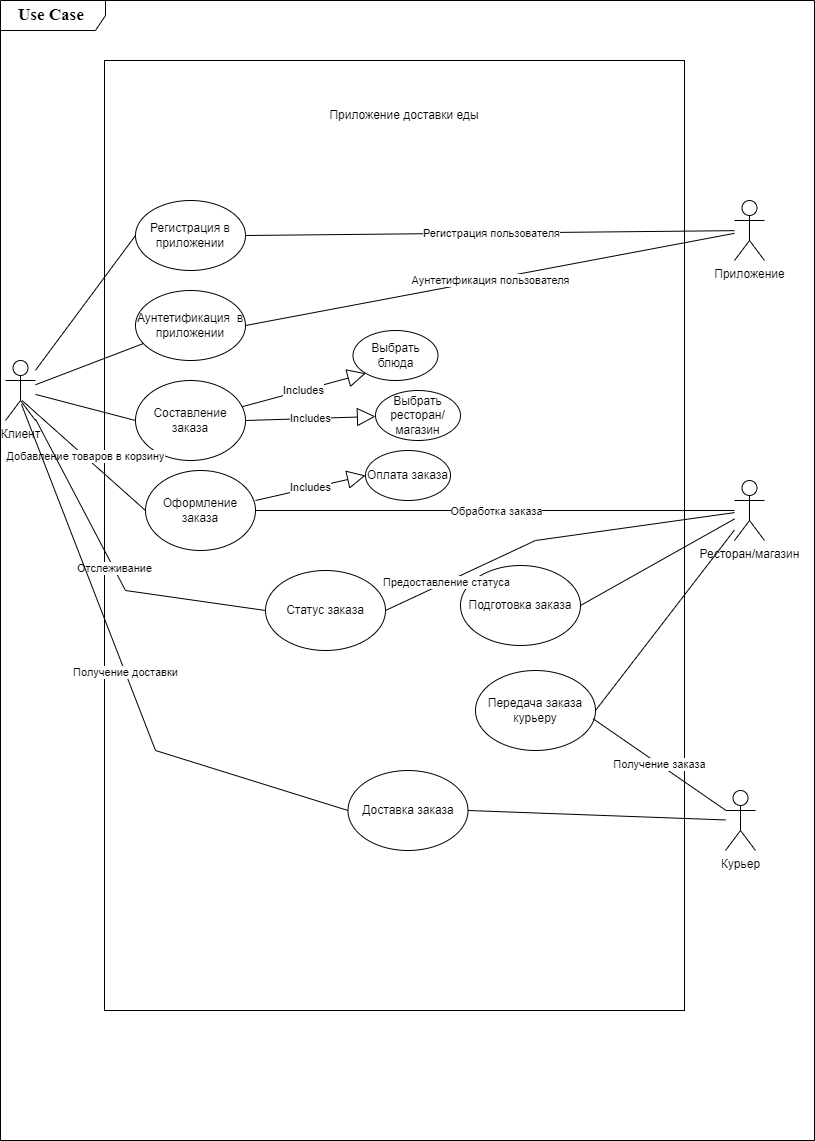 Use Case
Приложение доставки еды
Регистрация в
приложении
Регистрация пользователя
Приложение
Аунтетификация пользователя
Аунтетификация в
приложении
Выбрать
блюда
Includes
Выбрать
ресторан/
магазин
Includes
Составление
заказа
Клиент
Добавление товаров в корзину
Оплата заказа
Includes
Оформление
заказа
Обработка заказа
Ресторан/магазин
Отслеживание
Предоставление статуса
Статус заказа
Подготовка заказа
Получение доставки
Передача заказа
курьеру
Получение заказа
Доставка заказа
Курьер